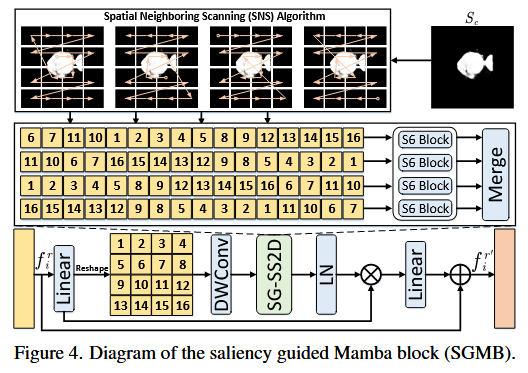 Spatial Neighboring Scanning (SNS) Algorithm
S_c
6 7 11 10 1 2 3 4 5 8 9 12 13 14 15 16 S6 Block
11 10 6 7 16 15 14 13 12 9 8 5 4 3 2 1 S6 Block
1 2 3 4 5 8 9 12 13 14 15 16 6 7 11 10 S6 Block
16 15 14 13 12 9 8 5 4 3 2 1 11 10 6 7 S6 Block
Merge
f_i^r
Linear
Reshape
1 2 3 4
5 6 7 8
9 10 11 12
13 14 15 16
DWConv
SG-SS2D
LN
Linear
f_i^{r'}
Figure 4. Diagram of the saliency guided Mamba block (SGMB).